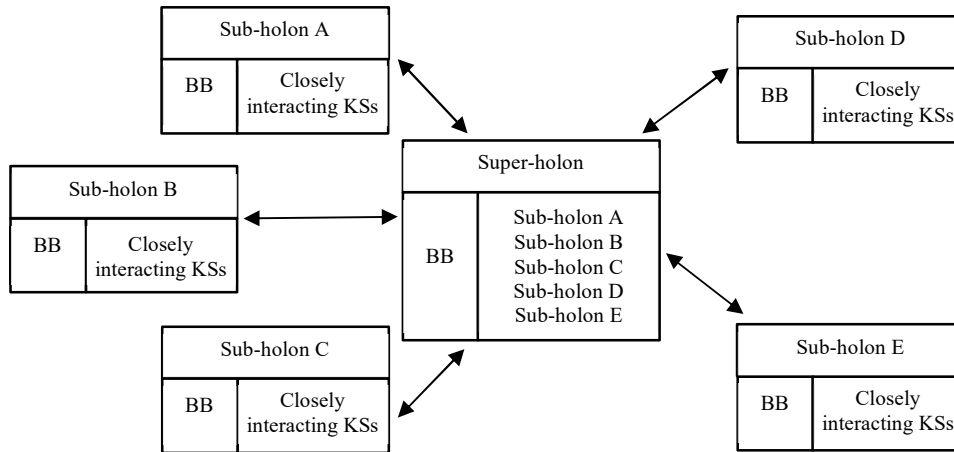 Sub-holon A
BB
Closely
interacting KSs
Sub-holon D
BB
Closely
interacting KSs
Sub-holon B
BB
Closely
interacting KSs
Super-holon
BB
Sub-holon A
Sub-holon B
Sub-holon C
Sub-holon D
Sub-holon E
Sub-holon C
BB
Closely
interacting KSs
Sub-holon E
BB
Closely
interacting KSs